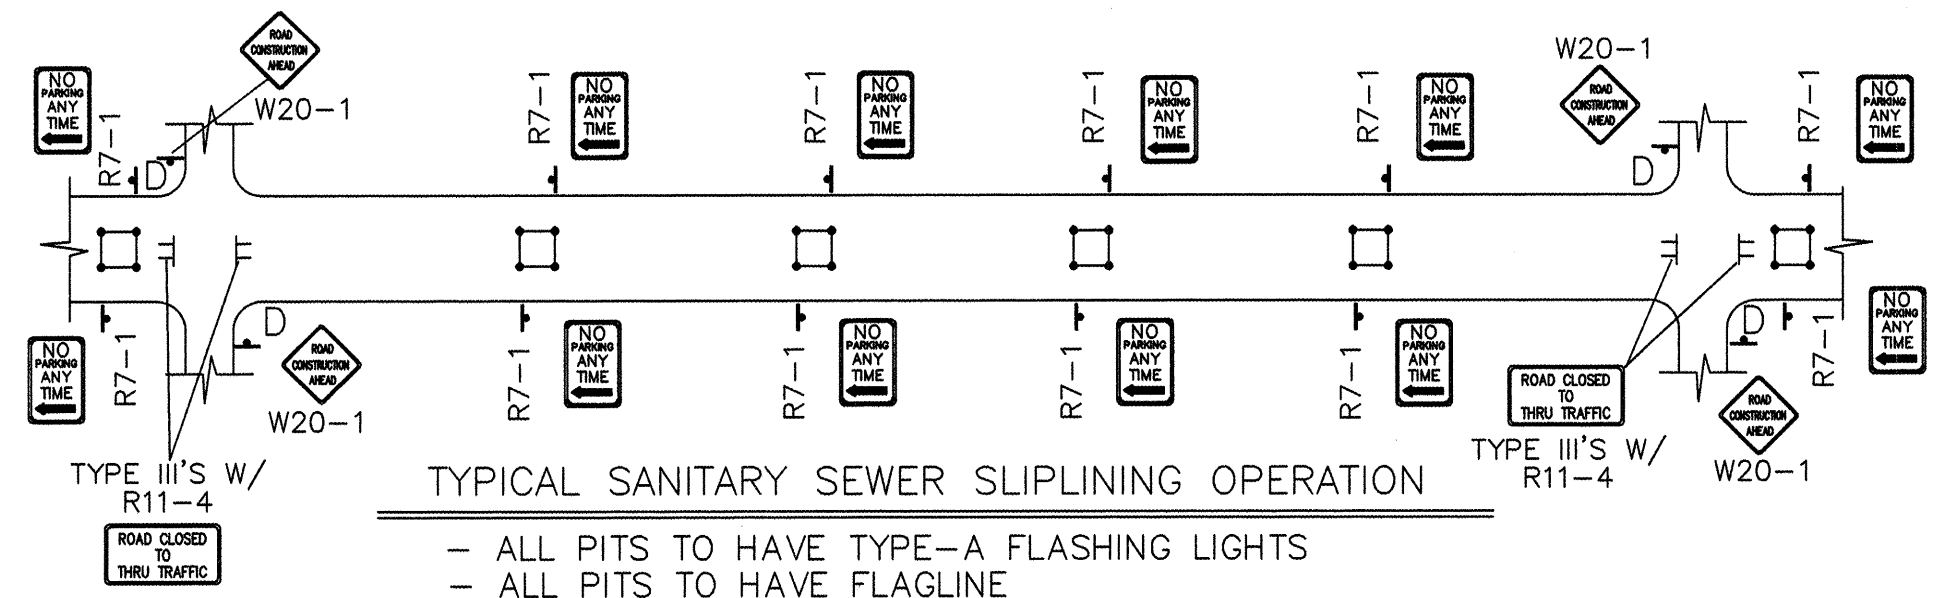 ROAD
CONSTRUCTION
AHEAD
W20-1
NO
PARKING
ANY
TIME
R7-1
D
R7-1
NO
PARKING
ANY
TIME
R7-1
NO
PARKING
ANY
TIME
R7-1
NO
PARKING
ANY
TIME
R7-1
NO
PARKING
ANY
TIME
W20-1
ROAD
CONSTRUCTION
AHEAD
D
R7-1
NO
PARKING
ANY
TIME
NO
PARKING
ANY
TIME
R7-1
D
ROAD
CONSTRUCTION
AHEAD
W20-1
R7-1
NO
PARKING
ANY
TIME
R7-1
NO
PARKING
ANY
TIME
R7-1
NO
PARKING
ANY
TIME
R7-1
NO
PARKING
ANY
TIME
ROAD CLOSED
TO
THRU TRAFFIC
TYPE III'S W/
R11-4
D
ROAD
CONSTRUCTION
AHEAD
W20-1
R7-1
NO
PARKING
ANY
TIME
TYPE III'S W/
R11-4
ROAD CLOSED
TO
THRU TRAFFIC
TYPICAL SANITARY SEWER SLIPLINING OPERATION
- ALL PITS TO HAVE TYPE-A FLASHING LIGHTS
- ALL PITS TO HAVE FLAGLINE